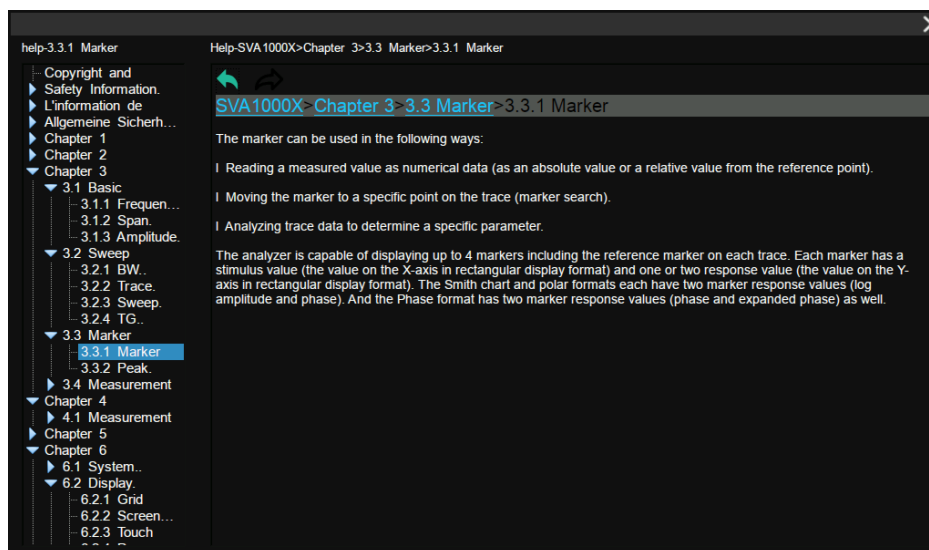 help-3.3.1 Marker
Help-SVA1000X>Chapter 3>3.3 Marker>3.3.1 Marker
Copyright and
Safety Information.
L'information de
Allgemeine Sicherh...
Chapter 1
Chapter 2
Chapter 3
3.1 Basic
3.1.1 Frequen...
3.1.2 Span.
3.1.3 Amplitude.
3.2 Sweep
3.2.1 BW..
3.2.2 Trace.
3.2.3 Sweep.
3.2.4 TG..
3.3 Marker
3.3.1 Marker
3.3.2 Peak.
3.4 Measurement
Chapter 4
4.1 Measurement
Chapter 5
Chapter 6
6.1 System..
6.2 Display.
6.2.1 Grid
6.2.2 Screen...
6.2.3 Touch
SVA1000X>Chapter 3>3.3 Marker>3.3.1 Marker
The marker can be used in the following ways:
l Reading a measured value as numerical data (as an absolute value or a relative value from the reference point).
l Moving the marker to a specific point on the trace (marker search).
l Analyzing trace data to determine a specific parameter.
The analyzer is capable of displaying up to 4 markers including the reference marker on each trace. Each marker has a
stimulus value (the value on the X-axis in rectangular display format) and one or two response value (the value on the Y-
axis in rectangular display format). The Smith chart and polar formats each have two marker response values (log
amplitude and phase). And the Phase format has two marker response values (phase and expanded phase) as well.